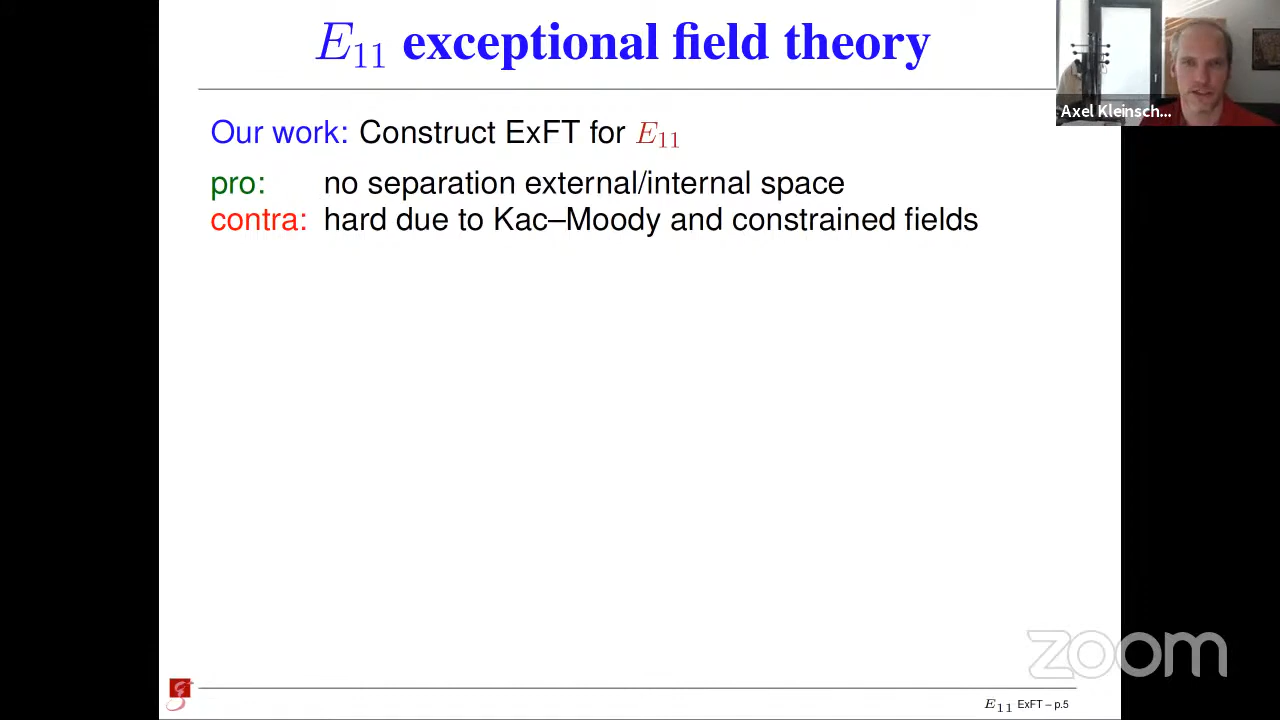 E11 exceptional field theory
Axel Kleinsch...
Our work: Construct ExFT for E11
pro: no separation external/internal space
contra: hard due to Kac–Moody and constrained fields
zoom
E11 ExFT – p.5